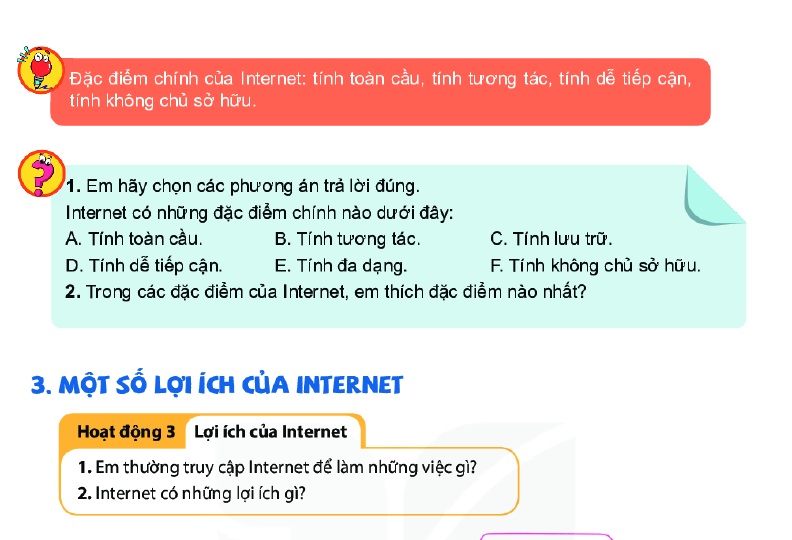 Đặc điểm chính của Internet: tính toàn cầu, tính tương tác, tính dễ tiếp cận,
tính không chủ sở hữu.
1. Em hãy chọn các phương án trả lời đúng.
Internet có những đặc điểm chính nào dưới đây:
A. Tính toàn cầu. B. Tính tương tác. C. Tính lưu trữ.
D. Tính dễ tiếp cận. E. Tính đa dạng. F. Tính không chủ sở hữu.
2. Trong các đặc điểm của Internet, em thích đặc điểm nào nhất?
3. MỘT SỐ LỢI ÍCH CỦA INTERNET
Hoạt động 3 Lợi ích của Internet
1. Em thường truy cập Internet để làm những việc gì?
2. Internet có những lợi ích gì?